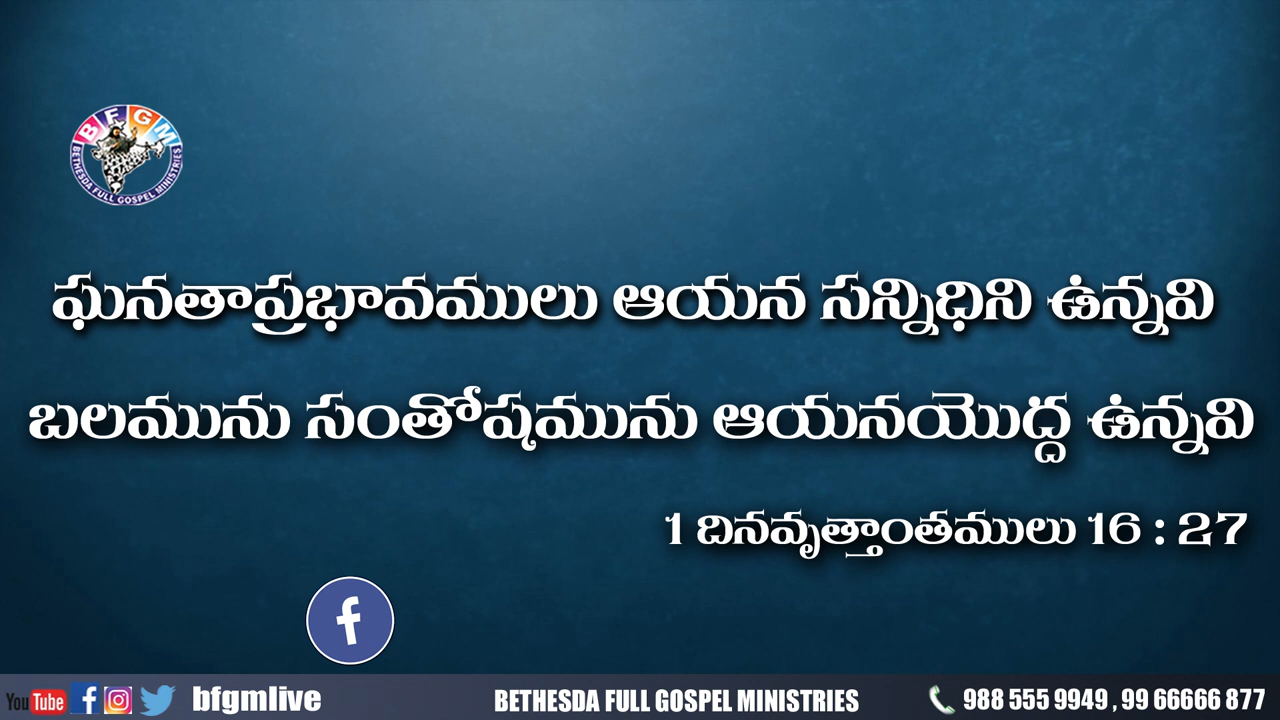 BFGM
BETHESDA FULL GOSPEL MINISTRIES
ఘనతాప్రభావములు ఆయన సన్నిధిని ఉన్నవి
బలమును సంతోషమును ఆయనయొద్ద ఉన్నవి
1 దినవృత్తాంతములు 16 : 27
f
YouTube f bfgmlive BETHESDA FULL GOSPEL MINISTRIES 988 555 9949 , 99 66666 877